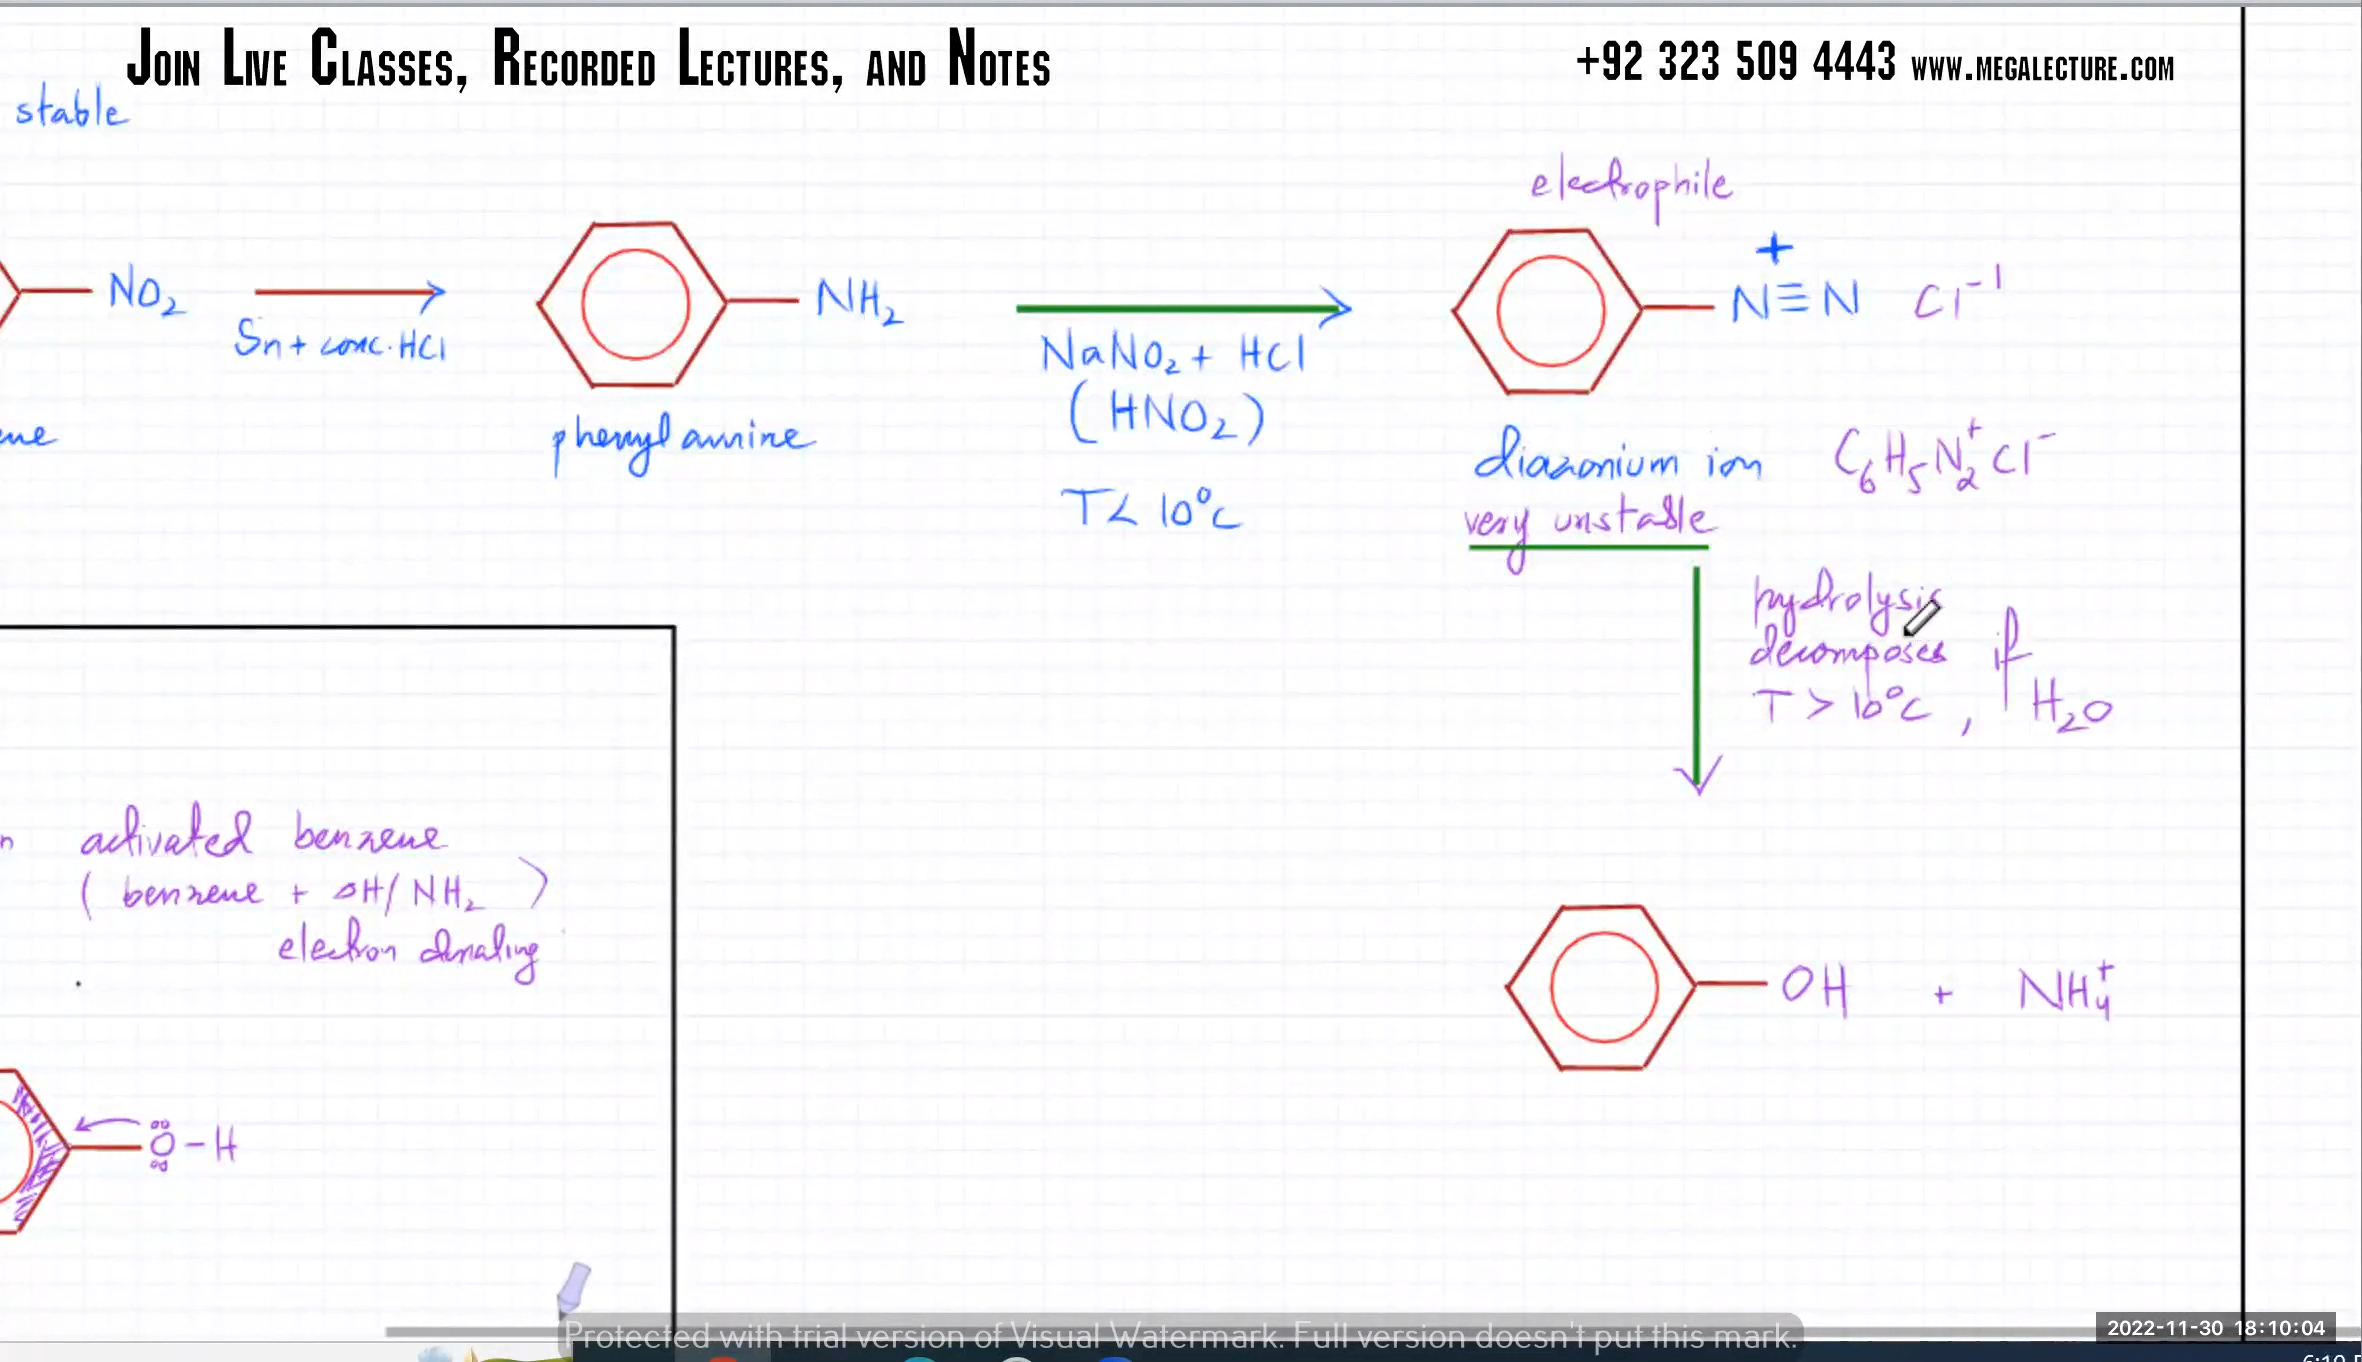 JOIN LIVE CLASSES, RECORDED LECTURES, AND NOTES
+92 323 509 4443 WWW.MEGALECTURE.COM
stable
electrophile
NO₂
Sn + conc. HCl
NH₂
NaNO₂ + HCl
(HNO₂)
T < 10°C
+
N≡N Cl⁻¹
phenylamine
diazonium ion C₆H₅N₂⁺Cl⁻
very unstable
hydrolysis
decomposes if
T > 10°C, H₂O
activated benzene
(benzene + OH/NH₂)
electron donating
OH + NH₄⁺
O-H
Protected with trial version of Visual Watermark. Full version doesn't put this mark.
2022-11-30 18:10:04